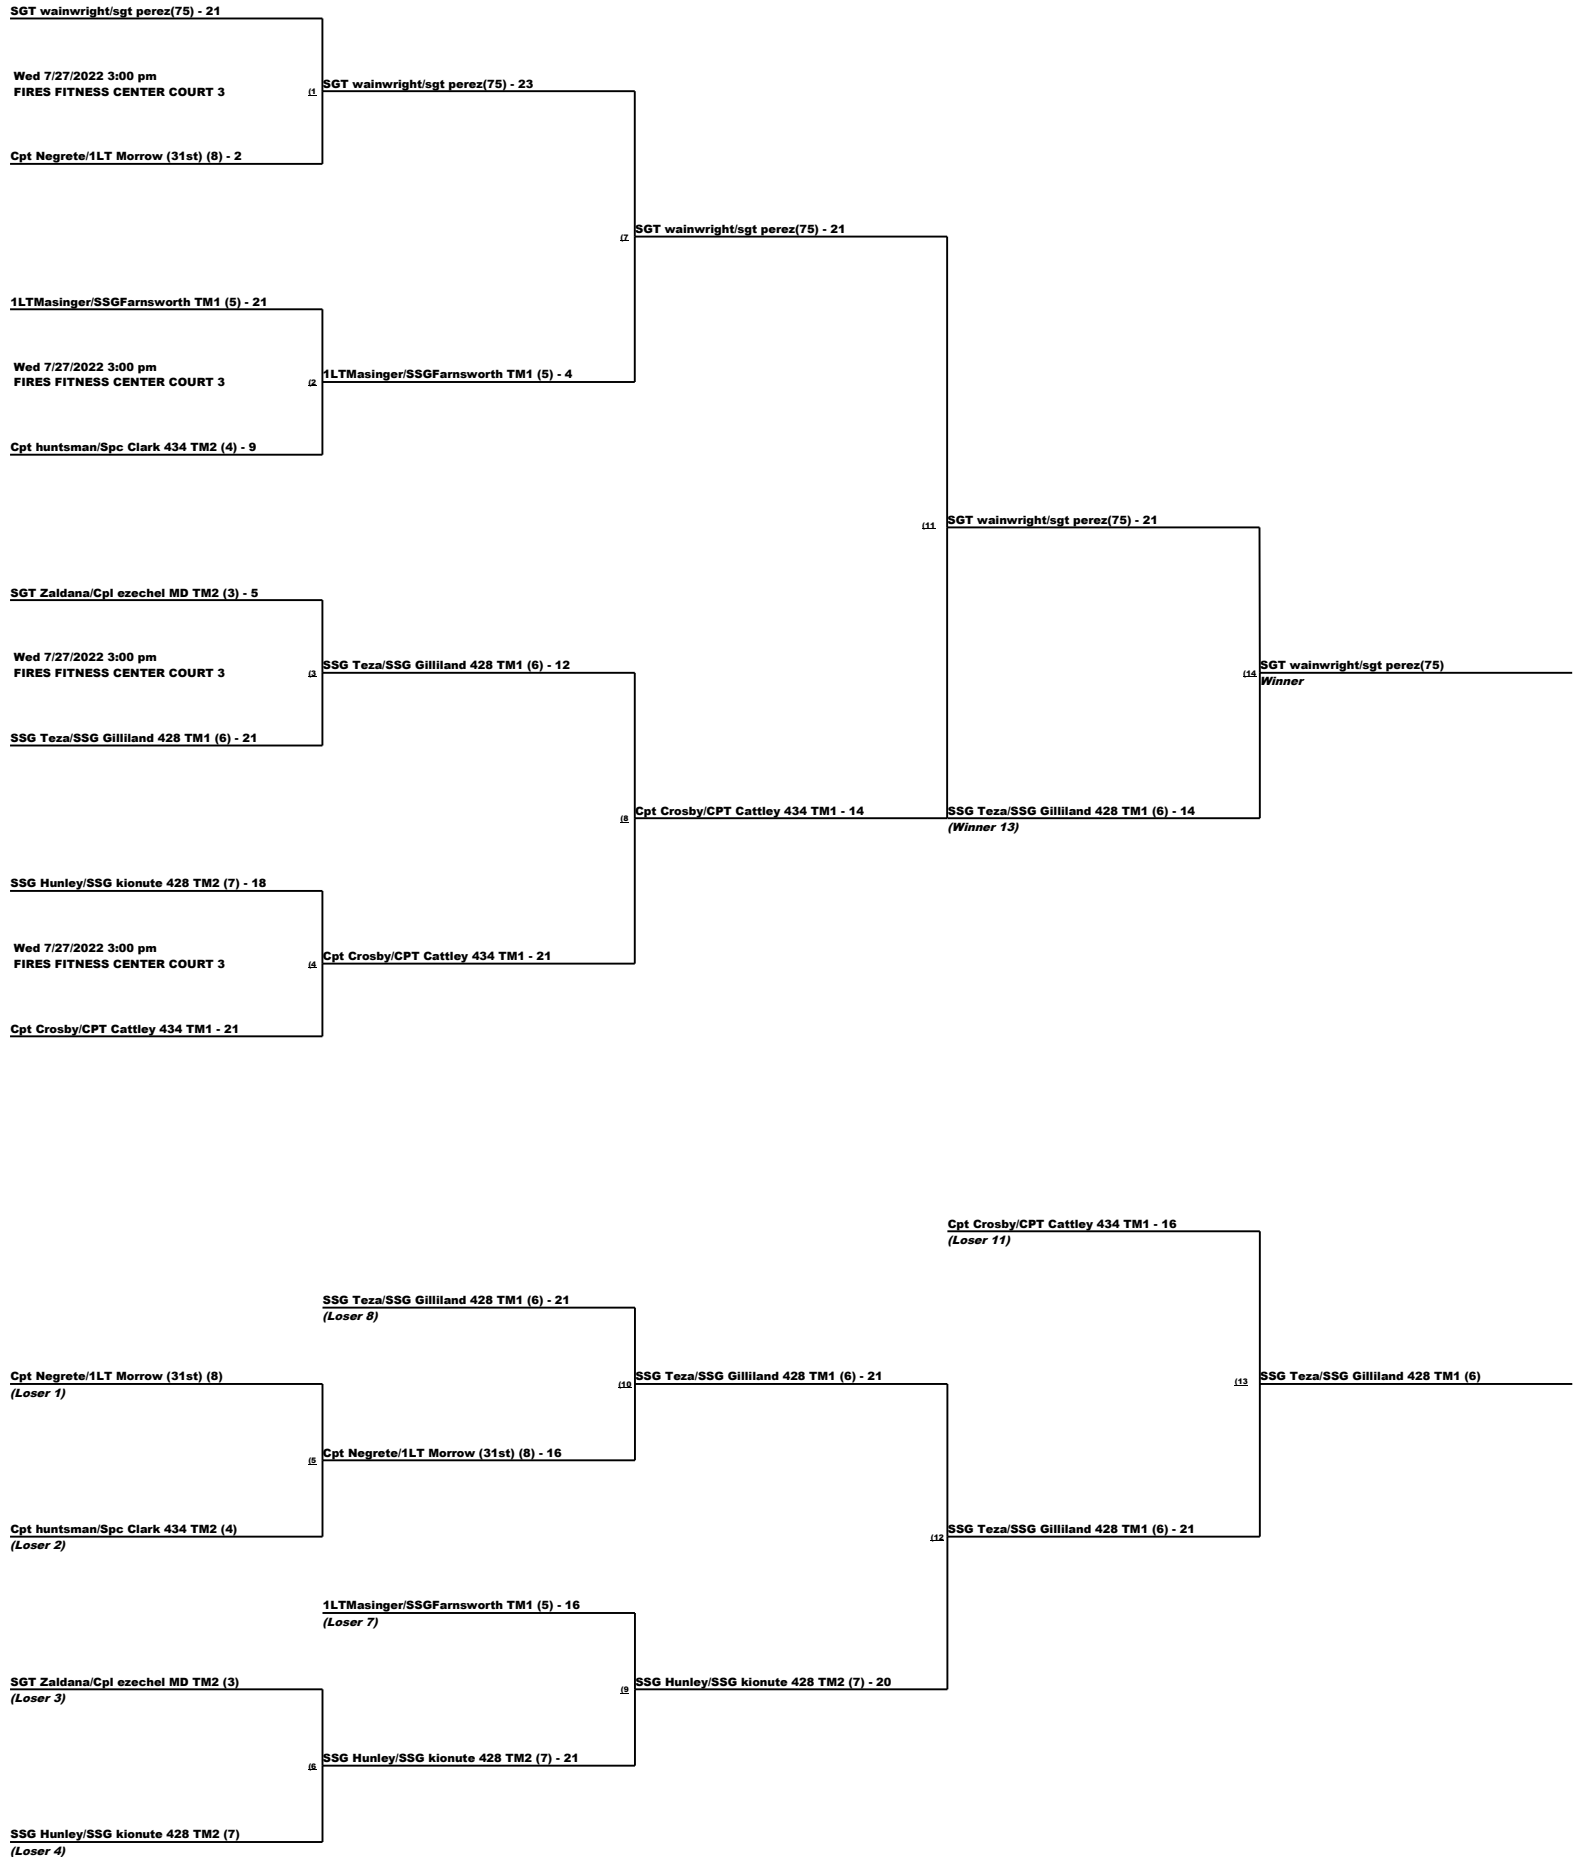 SGT wainwright/sgt perez(75) - 21
Wed 7/27/2022 3:00 pm
FIRES FITNESS CENTER COURT 3
(1
SGT wainwright/sgt perez(75) - 23
Cpt Negrete/1LT Morrow (31st) (8) - 2
(7
SGT wainwright/sgt perez(75) - 21
1LTMasinger/SSGFarnsworth TM1 (5) - 21
Wed 7/27/2022 3:00 pm
FIRES FITNESS CENTER COURT 3
(2
1LTMasinger/SSGFarnsworth TM1 (5) - 4
Cpt huntsman/Spc Clark 434 TM2 (4) - 9
(11
SGT wainwright/sgt perez(75) - 21
SGT Zaldana/Cpl ezechel MD TM2 (3) - 5
Wed 7/27/2022 3:00 pm
FIRES FITNESS CENTER COURT 3
(3
SSG Teza/SSG Gilliland 428 TM1 (6) - 12
(14
SGT wainwright/sgt perez(75)
Winner
SSG Teza/SSG Gilliland 428 TM1 (6) - 21
(8
Cpt Crosby/CPT Cattley 434 TM1 - 14
SSG Teza/SSG Gilliland 428 TM1 (6) - 14
(Winner 13)
SSG Hunley/SSG kionute 428 TM2 (7) - 18
Wed 7/27/2022 3:00 pm
FIRES FITNESS CENTER COURT 3
(4
Cpt Crosby/CPT Cattley 434 TM1 - 21
Cpt Crosby/CPT Cattley 434 TM1 - 21
Cpt Crosby/CPT Cattley 434 TM1 - 16
(Loser 11)
SSG Teza/SSG Gilliland 428 TM1 (6) - 21
(Loser 8)
Cpt Negrete/1LT Morrow (31st) (8)
(Loser 1)
(10
SSG Teza/SSG Gilliland 428 TM1 (6) - 21
(13
SSG Teza/SSG Gilliland 428 TM1 (6)
(5
Cpt Negrete/1LT Morrow (31st) (8) - 16
Cpt huntsman/Spc Clark 434 TM2 (4)
(Loser 2)
(12
SSG Teza/SSG Gilliland 428 TM1 (6) - 21
1LTMasinger/SSGFarnsworth TM1 (5) - 16
(Loser 7)
SGT Zaldana/Cpl ezechel MD TM2 (3)
(Loser 3)
(9
SSG Hunley/SSG kionute 428 TM2 (7) - 20
(6
SSG Hunley/SSG kionute 428 TM2 (7) - 21
SSG Hunley/SSG kionute 428 TM2 (7)
(Loser 4)